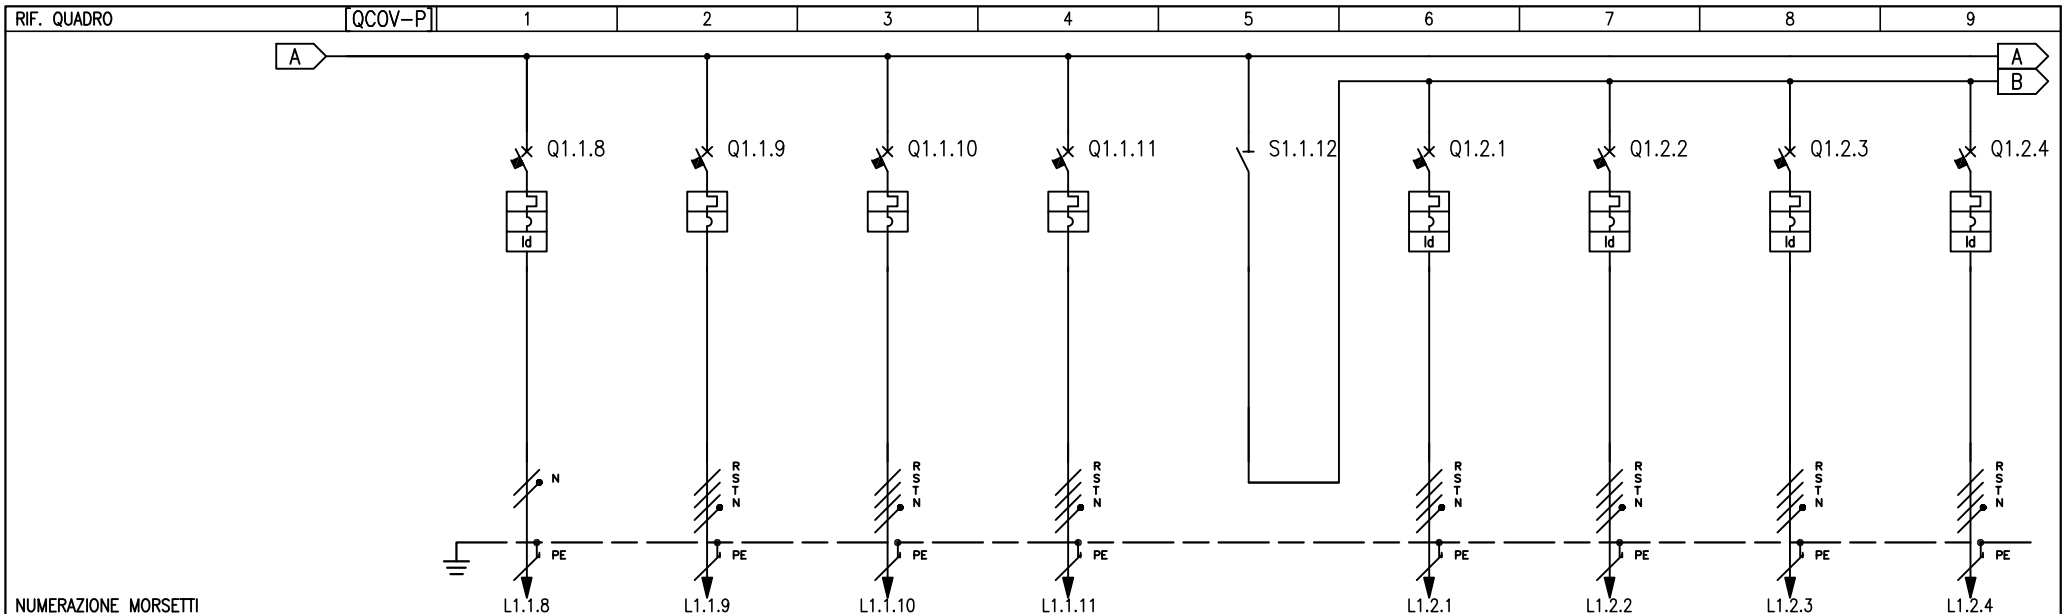 RIF. QUADRO [QCOV-P] 1 2 3 4 5 6 7 8 9
A A
B
Q1.1.8 Q1.1.9 Q1.1.10 Q1.1.11 S1.1.12 Q1.2.1 Q1.2.2 Q1.2.3 Q1.2.4
Id Id Id Id Id
N R R R R R R R
S S S S S S S
T T T T T T T
N N N N N N N
PE PE PE PE PE PE PE PE
NUMERAZIONE MORSETTI L1.1.8 L1.1.9 L1.1.10 L1.1.11 L1.2.1 L1.2.2 L1.2.3 L1.2.4